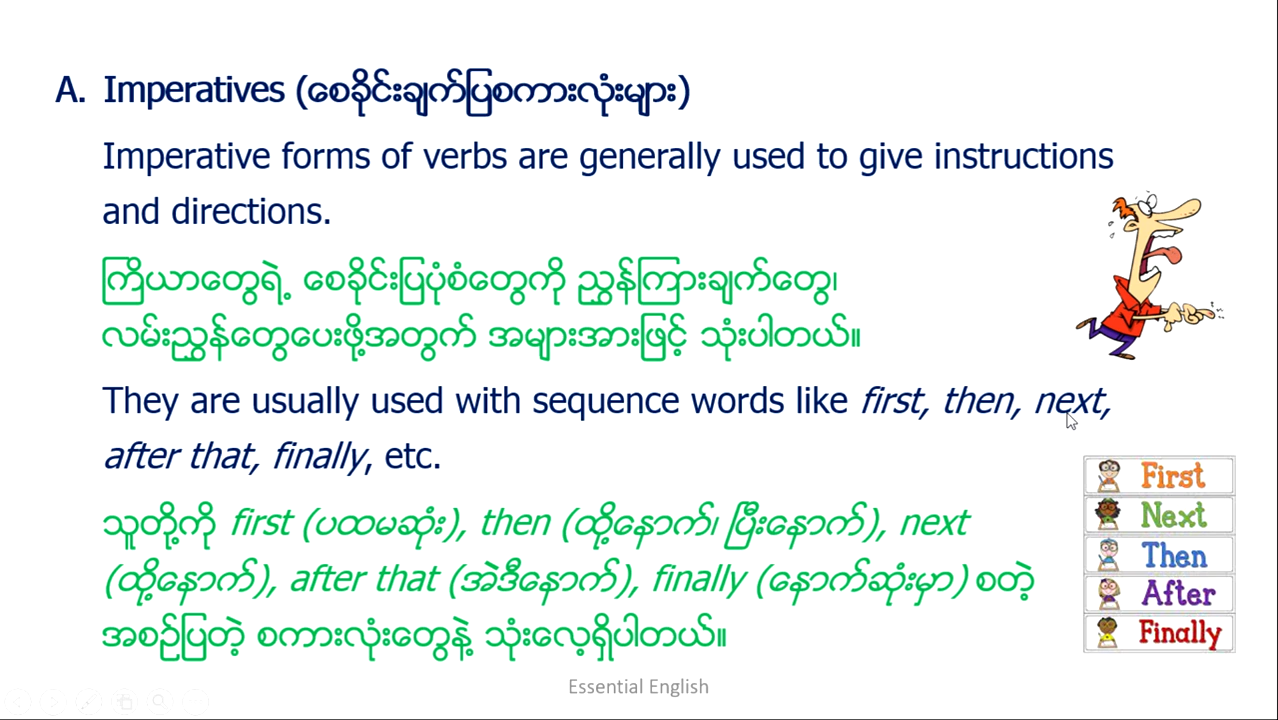 A. Imperatives (စေခိုင်းချက်ပြစကားလုံးများ)
Imperative forms of verbs are generally used to give instructions
and directions.
ကြိယာတွေရဲ့ စေခိုင်းပြပုံစံတွေကို ညွှန်ကြားချက်တွေ၊
လမ်းညွှန်တွေပေးဖို့အတွက် အများအားဖြင့် သုံးပါတယ်။
They are usually used with sequence words like first, then, next,
after that, finally, etc.
သူတို့ကို first (ပထမဆုံး), then (ထို့နောက်၊ ပြီးနောက်), next
(ထို့နောက်), after that (အဲဒီနောက်), finally (နောက်ဆုံးမှာ) စတဲ့
အစဉ်ပြတဲ့ စကားလုံးတွေနဲ့ သုံးလေ့ရှိပါတယ်။
First
Next
Then
After
Finally
Essential English